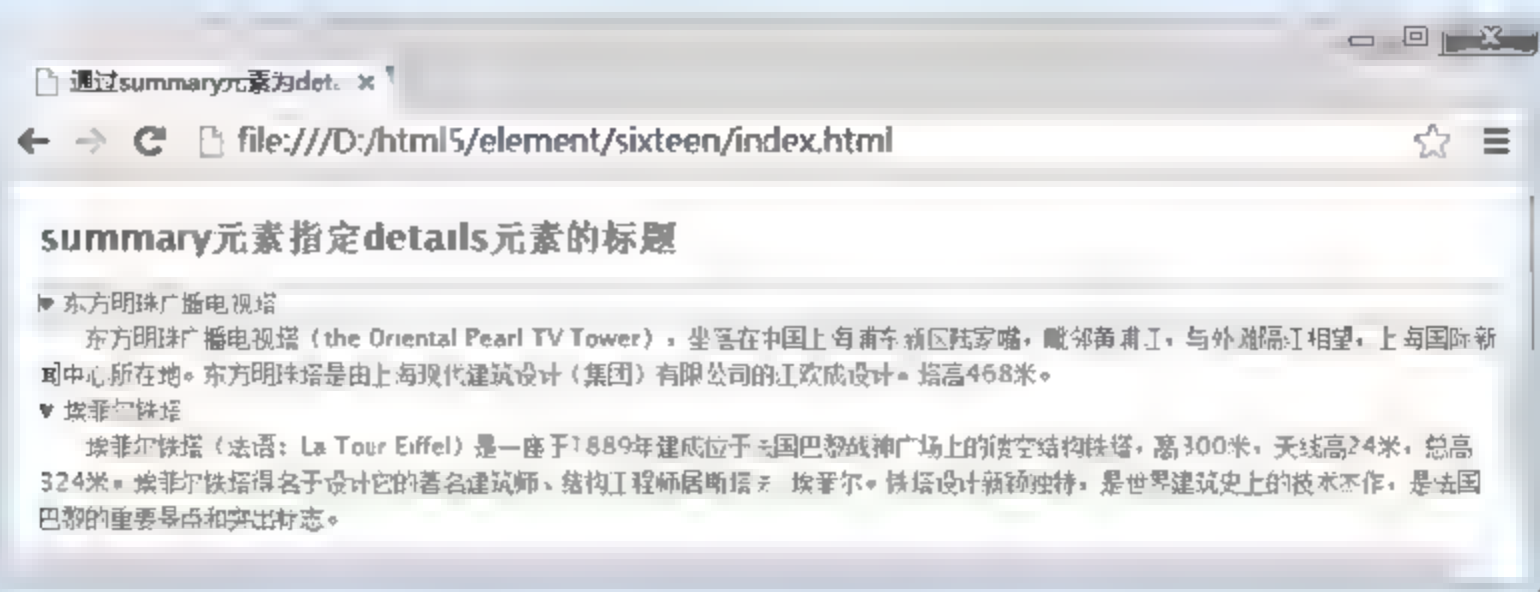 通过summary元素为det.
file:///D:/html5/element/sixteen/index.html
summary元素指定details元素的标题
东方明珠广播电视塔
东方明珠广播电视塔（the Oriental Pearl TV Tower），坐落在中国上海浦东新区陆家嘴，毗邻黄浦江，与外滩隔江相望，上海国际新
闻中心所在地。东方明珠塔是由上海现代建筑设计（集团）有限公司的江欢成设计。塔高468米。
埃菲尔铁塔
埃菲尔铁塔（法语：La Tour Eiffel）是一座于1889年建成位于法国巴黎战神广场上的镂空结构铁塔，高300米，天线高24米，总高
324米。埃菲尔铁塔得名于设计它的著名建筑师、结构工程师居斯塔夫 埃菲尔。铁塔设计新颖独特，是世界建筑史上的技术杰作，是法国
巴黎的重要景点和突出标志。